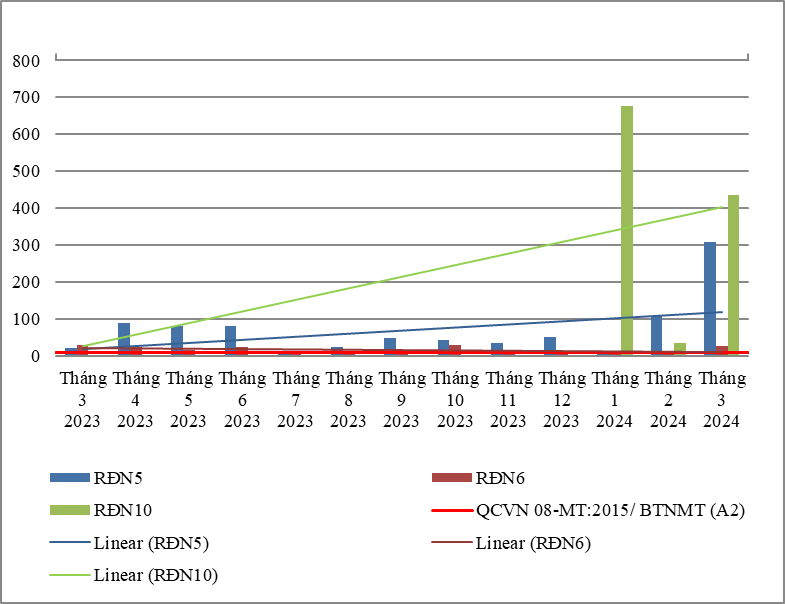 800
700
600
500
400
300
200
100
0
Tháng 3 2023
Tháng 4 2023
Tháng 5 2023
Tháng 6 2023
Tháng 7 2023
Tháng 8 2023
Tháng 9 2023
Tháng 10 2023
Tháng 11 2023
Tháng 12 2023
Tháng 1 2024
Tháng 2 2024
Tháng 3 2024
RĐN5
RĐN6
RĐN10
QCVN 08-MT:2015/ BTNMT (A2)
Linear (RĐN5)
Linear (RĐN6)
Linear (RĐN10)